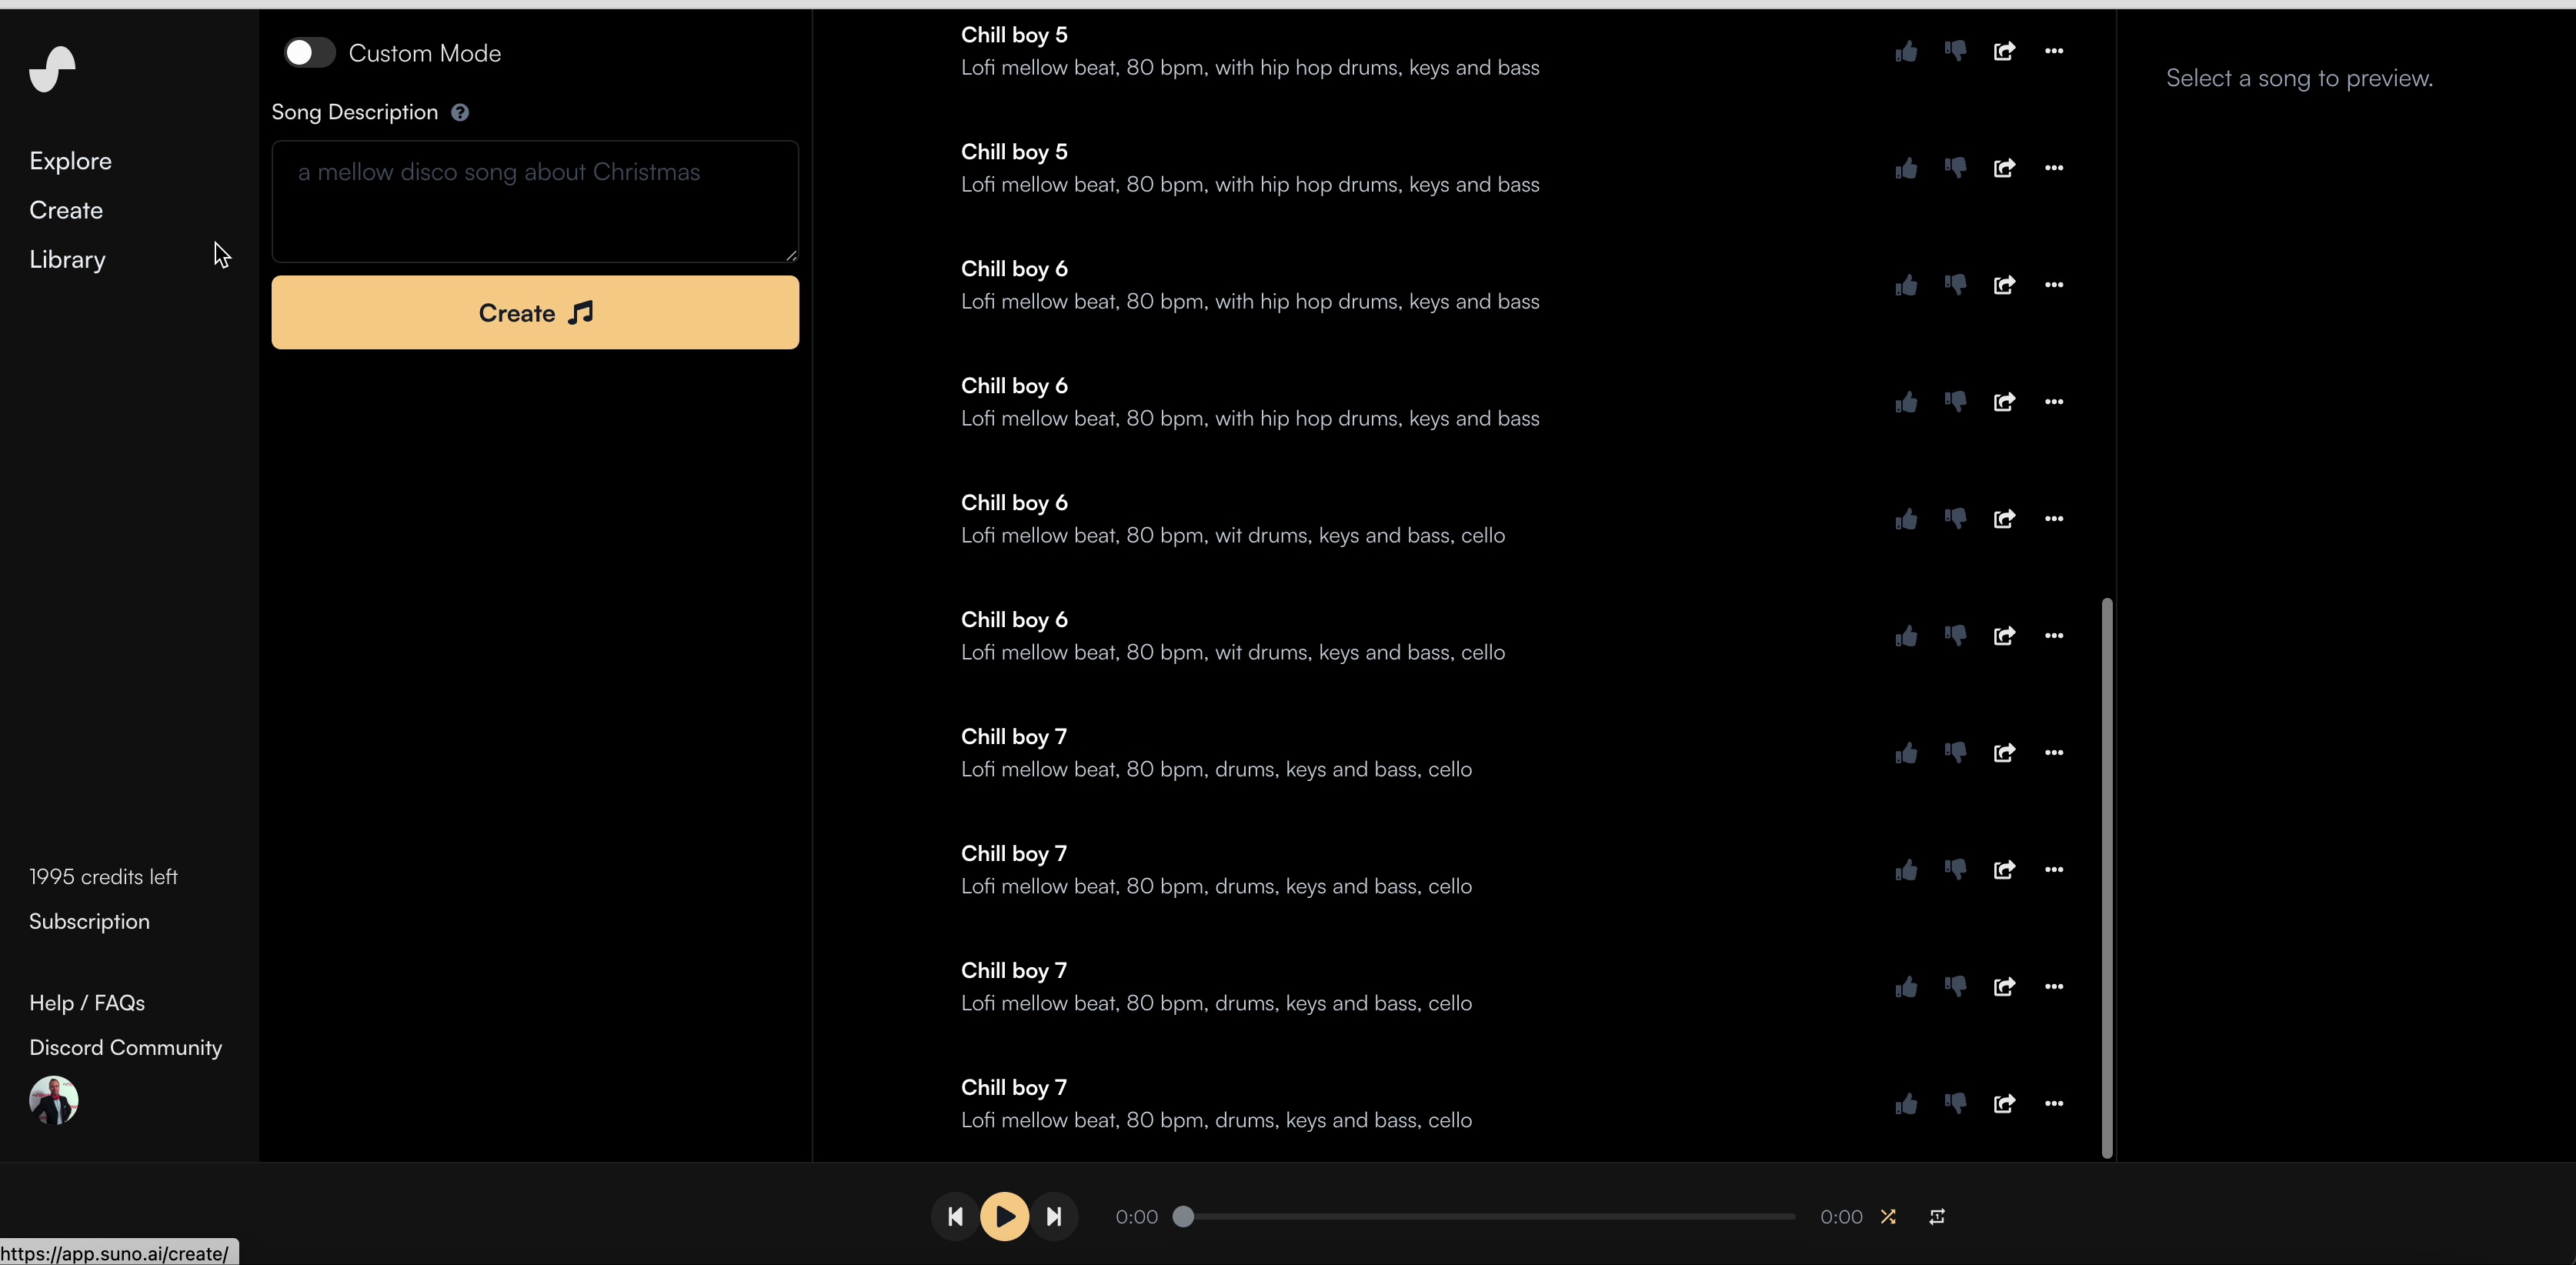 Explore
Create
Library
1995 credits left
Subscription
Help / FAQs
Discord Community
https://app.suno.ai/create/
Custom Mode
Song Description ?
a mellow disco song about Christmas
Create
Chill boy 5
Lofi mellow beat, 80 bpm, with hip hop drums, keys and bass
Chill boy 5
Lofi mellow beat, 80 bpm, with hip hop drums, keys and bass
Chill boy 6
Lofi mellow beat, 80 bpm, with hip hop drums, keys and bass
Chill boy 6
Lofi mellow beat, 80 bpm, with hip hop drums, keys and bass
Chill boy 6
Lofi mellow beat, 80 bpm, wit drums, keys and bass, cello
Chill boy 6
Lofi mellow beat, 80 bpm, wit drums, keys and bass, cello
Chill boy 7
Lofi mellow beat, 80 bpm, drums, keys and bass, cello
Chill boy 7
Lofi mellow beat, 80 bpm, drums, keys and bass, cello
Chill boy 7
Lofi mellow beat, 80 bpm, drums, keys and bass, cello
Chill boy 7
Lofi mellow beat, 80 bpm, drums, keys and bass, cello
Select a song to preview.
0:00
0:00